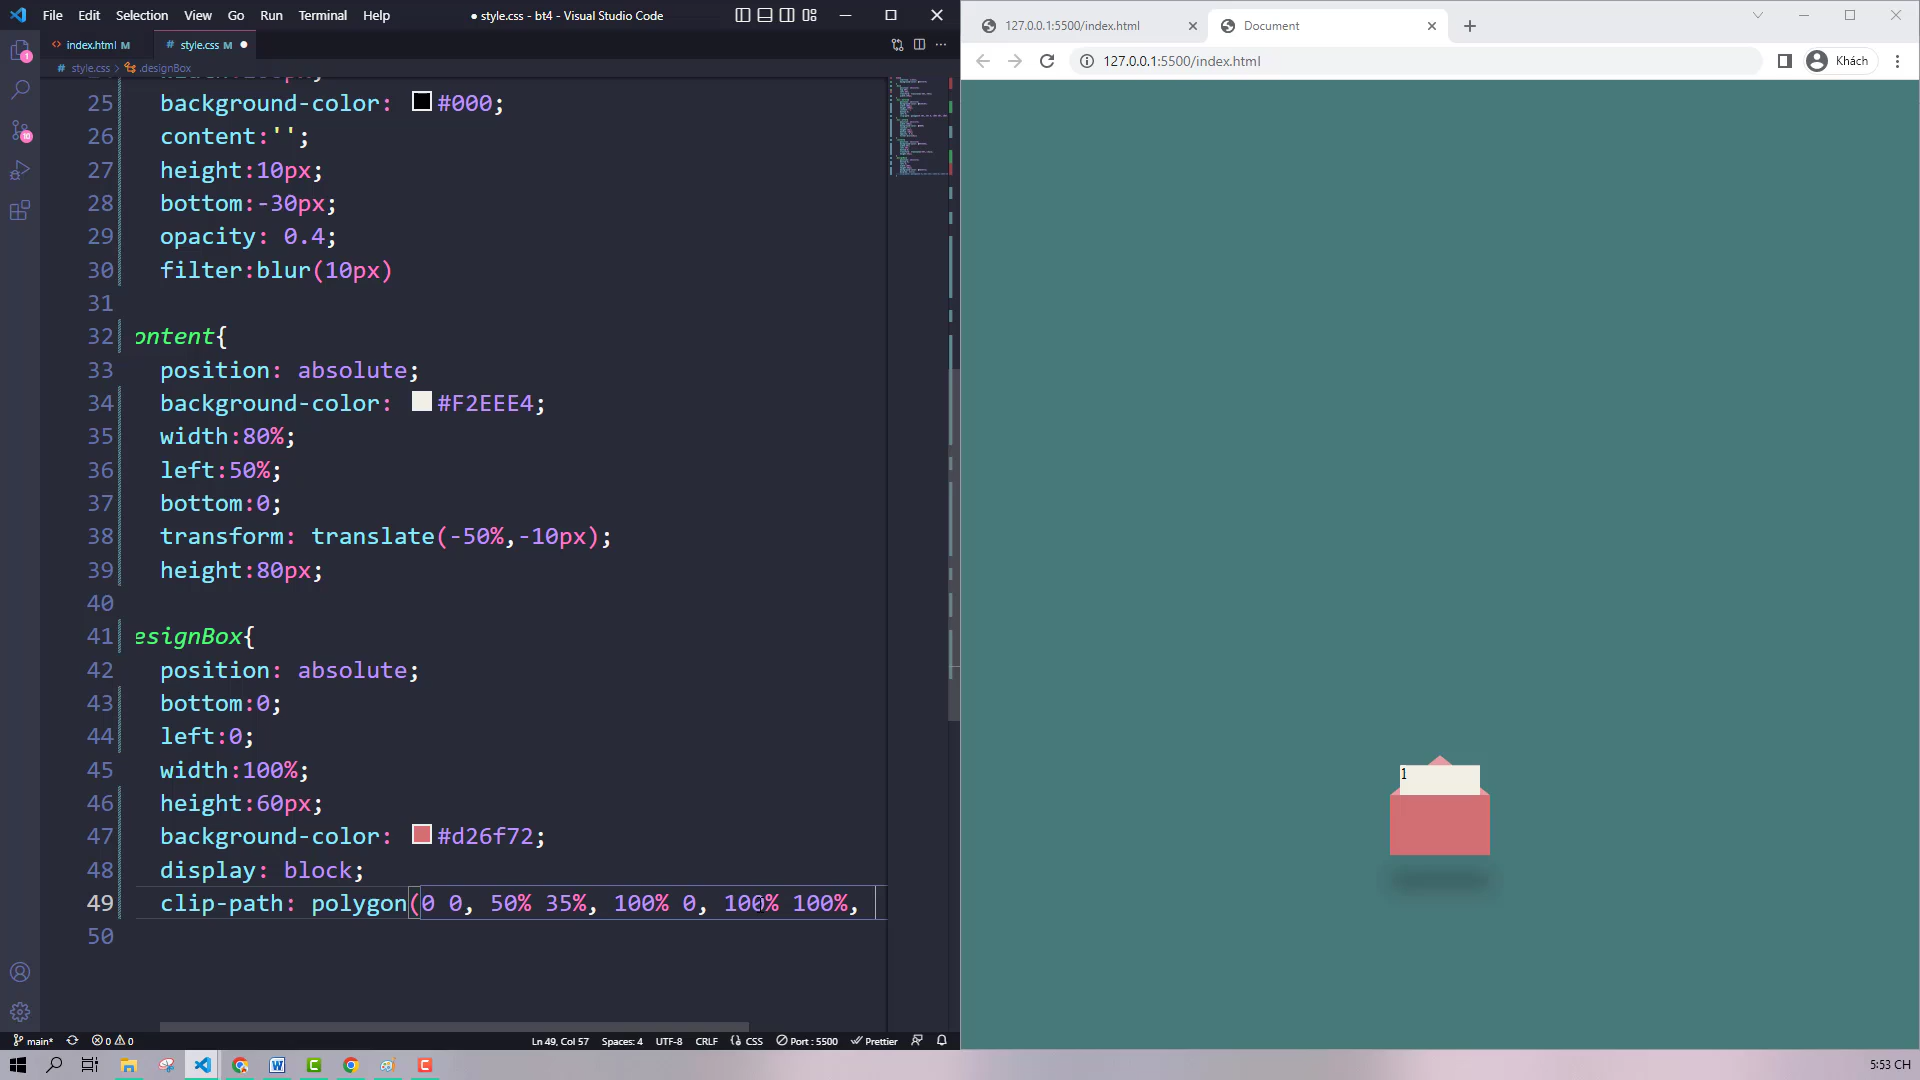 File Edit Selection View Go Run Terminal Help
● style.css - bt4 - Visual Studio Code
index.html M
style.css M ●
style.css > .designBox
25 background-color: #000;
26 content:'';
27 height:10px;
28 bottom:-30px;
29 opacity: 0.4;
30 filter:blur(10px)
31
32 ontent{
33 position: absolute;
34 background-color: #F2EEE4;
35 width:80%;
36 left:50%;
37 bottom:0;
38 transform: translate(-50%,-10px);
39 height:80px;
40
41 esignBox{
42 position: absolute;
43 bottom:0;
44 left:0;
45 width:100%;
46 height:60px;
47 background-color: #d26f72;
48 display: block;
49 clip-path: polygon(0 0, 50% 35%, 100% 0, 100% 100%,
50
main* 0 0 Ln 49, Col 57 Spaces: 4 UTF-8 CRLF CSS Port : 5500 Prettier
127.0.0.1:5500/index.html
Document
127.0.0.1:5500/index.html
Khách
1
5:53 CH